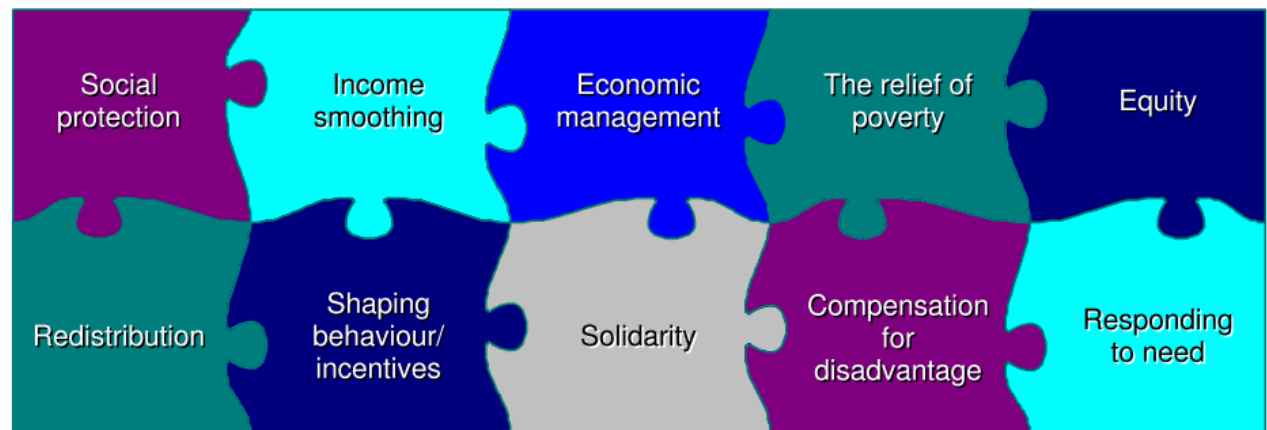 Social
protection
Income
smoothing
Economic
management
The relief of
poverty
Equity
Redistribution
Shaping
behaviour/
incentives
Solidarity
Compensation
for
disadvantage
Responding
to need